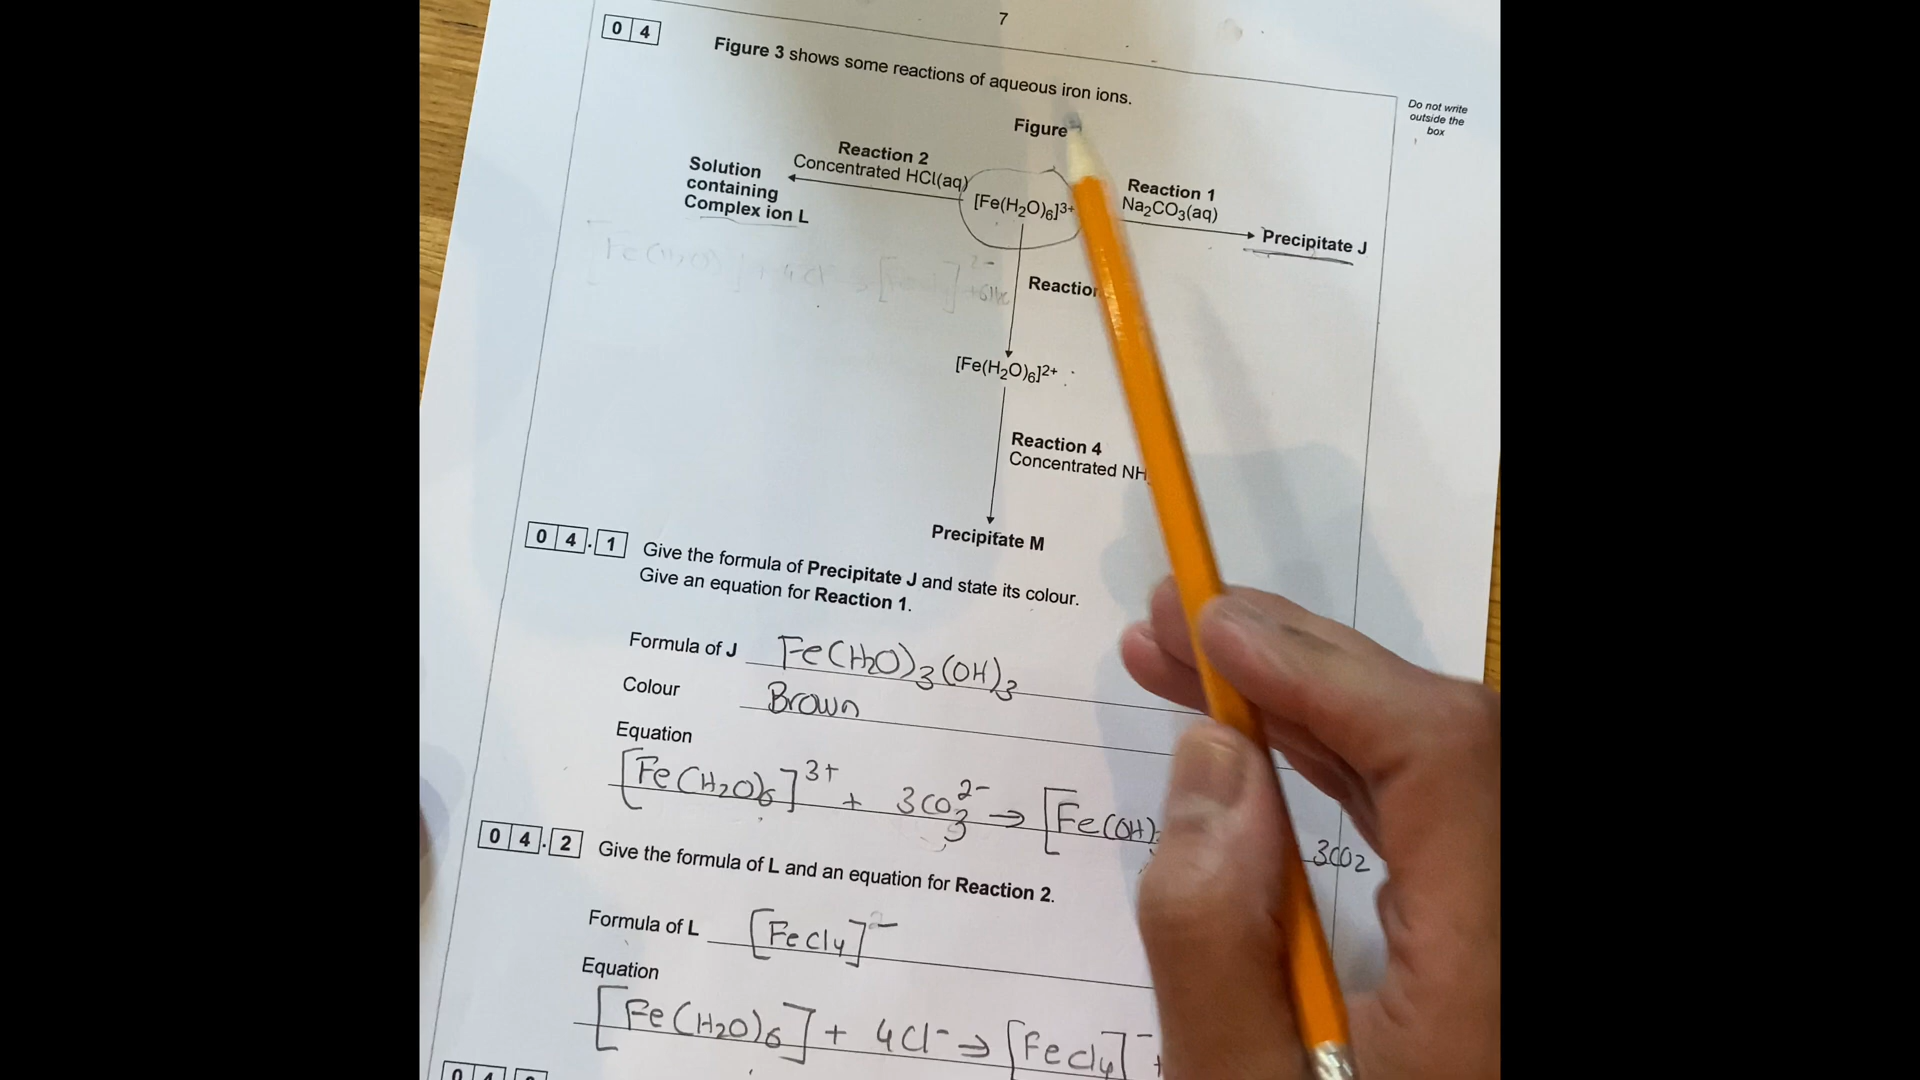 7
0 4
Figure 3 shows some reactions of aqueous iron ions.
Do not write
outside the
box
Figure
Reaction 2
Concentrated HCl(aq)
Solution
containing
Complex ion L
[Fe(H₂O)₆]³⁺
Reaction 1
Na₂CO₃(aq)
Precipitate J
Reaction
[Fe(H₂O)₆]²⁺
Reaction 4
Concentrated NH
Precipitate M
0 4 . 1 Give the formula of Precipitate J and state its colour.
Give an equation for Reaction 1.
Formula of J Fe(H₂O)₃(OH)₃
Colour Brown
Equation
[Fe(H₂O)₆]³⁺ + 3CO₃²⁻ → [Fe(OH) 3CO₂
0 4 . 2 Give the formula of L and an equation for Reaction 2.
Formula of L [FeCl₄]⁻
Equation
[Fe(H₂O)₆] + 4Cl⁻ → [FeCl₄]⁻ +